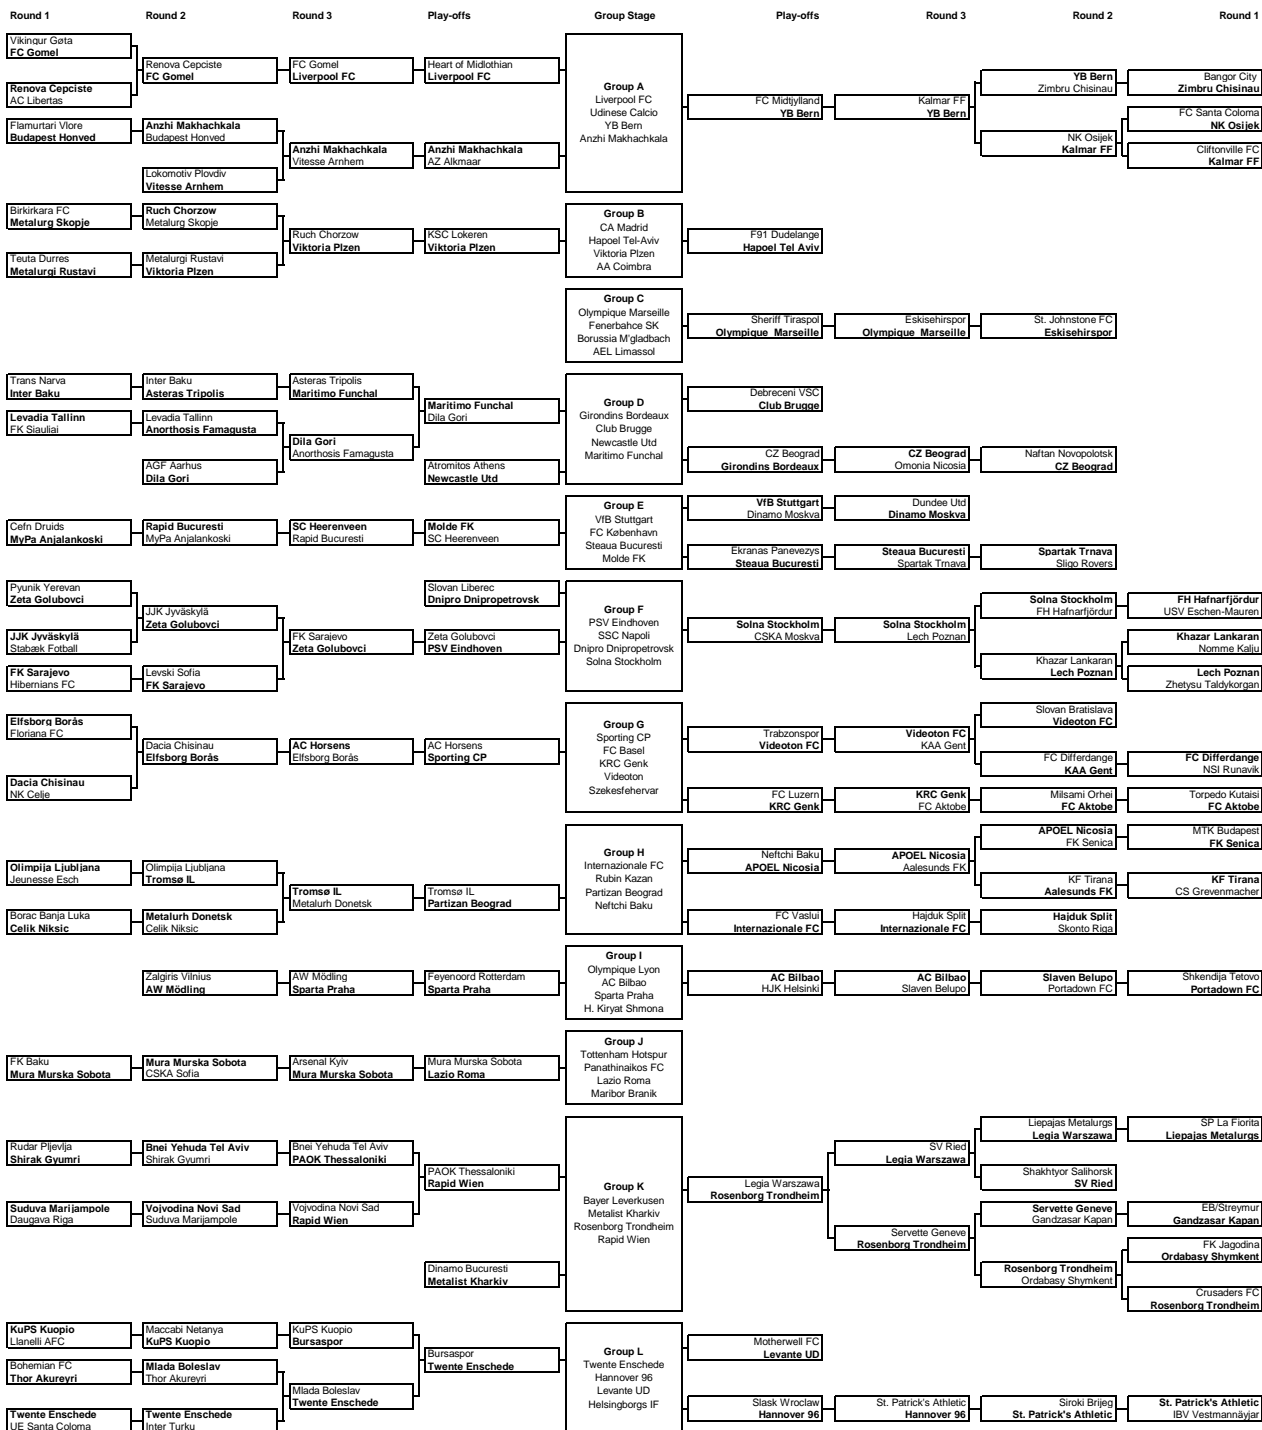 Round 1 Round 2 Round 3 Play-offs Group Stage Play-offs Round 3 Round 2 Round 1
Vikingur Gøta
FC Gomel
Renova Cepciste
AC Libertas
Renova Cepciste
FC Gomel
FC Gomel
Liverpool FC
Heart of Midlothian
Liverpool FC
Flamurtari Vlore
Budapest Honved
Anzhi Makhachkala
Budapest Honved
Lokomotiv Plovdiv
Vitesse Arnhem
Anzhi Makhachkala
Vitesse Arnhem
Anzhi Makhachkala
AZ Alkmaar
Group A
Liverpool FC
Udinese Calcio
YB Bern
Anzhi Makhachkala
FC Midtjylland
YB Bern
Kalmar FF
YB Bern
YB Bern
Zimbru Chisinau
Bangor City
Zimbru Chisinau
NK Osijek
Kalmar FF
FC Santa Coloma
NK Osijek
Cliftonville FC
Kalmar FF
Birkirkara FC
Metalurg Skopje
Ruch Chorzow
Metalurg Skopje
Teuta Durres
Metalurgi Rustavi
Metalurgi Rustavi
Viktoria Plzen
Ruch Chorzow
Viktoria Plzen
KSC Lokeren
Viktoria Plzen
Group B
CA Madrid
Hapoel Tel-Aviv
Viktoria Plzen
AA Coimbra
F91 Dudelange
Hapoel Tel Aviv
Group C
Olympique Marseille
Fenerbahce SK
Borussia M'gladbach
AEL Limassol
Sheriff Tiraspol
Olympique Marseille
Eskisehirspor
Olympique Marseille
St. Johnstone FC
Eskisehirspor
Trans Narva
Inter Baku
Inter Baku
Asteras Tripolis
Asteras Tripolis
Maritimo Funchal
Levadia Tallinn
FK Siauliai
Levadia Tallinn
Anorthosis Famagusta
AGF Aarhus
Dila Gori
Dila Gori
Anorthosis Famagusta
Maritimo Funchal
Dila Gori
Atromitos Athens
Newcastle Utd
Group D
Girondins Bordeaux
Club Brugge
Newcastle Utd
Maritimo Funchal
Debreceni VSC
Club Brugge
CZ Beograd
Girondins Bordeaux
CZ Beograd
Omonia Nicosia
Naftan Novopolotsk
CZ Beograd
Cefn Druids
MyPa Anjalankoski
Rapid Bucuresti
MyPa Anjalankoski
SC Heerenveen
Rapid Bucuresti
Molde FK
SC Heerenveen
Group E
VfB Stuttgart
FC København
Steaua Bucuresti
Molde FK
VfB Stuttgart
Dinamo Moskva
Dundee Utd
Dinamo Moskva
Ekranas Panevezys
Steaua Bucuresti
Steaua Bucuresti
Spartak Trnava
Spartak Trnava
Sligo Rovers
Pyunik Yerevan
Zeta Golubovci
JJK Jyväskylä
Stabæk Fotball
JJK Jyväskylä
Zeta Golubovci
FK Sarajevo
Hibernians FC
Levski Sofia
FK Sarajevo
FK Sarajevo
Zeta Golubovci
Slovan Liberec
Dnipro Dnipropetrovsk
Zeta Golubovci
PSV Eindhoven
Group F
PSV Eindhoven
SSC Napoli
Dnipro Dnipropetrovsk
Solna Stockholm
Solna Stockholm
CSKA Moskva
Solna Stockholm
Lech Poznan
Solna Stockholm
FH Hafnarfjördur
FH Hafnarfjördur
USV Eschen-Mauren
Khazar Lankaran
Lech Poznan
Khazar Lankaran
Nomme Kalju
Lech Poznan
Zhetysu Taldykorgan
Elfsborg Borås
Floriana FC
Dacia Chisinau
NK Celje
Dacia Chisinau
Elfsborg Borås
AC Horsens
Elfsborg Borås
AC Horsens
Sporting CP
Group G
Sporting CP
FC Basel
KRC Genk
Videoton
Szekesfehervar
Trabzonspor
Videoton FC
Videoton FC
KAA Gent
Slovan Bratislava
Videoton FC
FC Differdange
KAA Gent
FC Differdange
NSI Runavik
FC Luzern
KRC Genk
KRC Genk
FC Aktobe
Milsami Orhei
FC Aktobe
Torpedo Kutaisi
FC Aktobe
Olimpija Ljubljana
Jeunesse Esch
Olimpija Ljubljana
Tromsø IL
Borac Banja Luka
Celik Niksic
Metalurh Donetsk
Celik Niksic
Tromsø IL
Metalurh Donetsk
Tromsø IL
Partizan Beograd
Group H
Internazionale FC
Rubin Kazan
Partizan Beograd
Neftchi Baku
Neftchi Baku
APOEL Nicosia
APOEL Nicosia
Aalesunds FK
APOEL Nicosia
FK Senica
MTK Budapest
FK Senica
KF Tirana
Aalesunds FK
KF Tirana
CS Grevenmacher
FC Vaslui
Internazionale FC
Hajduk Split
Internazionale FC
Hajduk Split
Skonto Riga
Zalgiris Vilnius
AW Mödling
AW Mödling
Sparta Praha
Feyenoord Rotterdam
Sparta Praha
Group I
Olympique Lyon
AC Bilbao
Sparta Praha
H. Kiryat Shmona
AC Bilbao
HJK Helsinki
AC Bilbao
Slaven Belupo
Slaven Belupo
Portadown FC
Shkendija Tetovo
Portadown FC
FK Baku
Mura Murska Sobota
Mura Murska Sobota
CSKA Sofia
Arsenal Kyiv
Mura Murska Sobota
Mura Murska Sobota
Lazio Roma
Group J
Tottenham Hotspur
Panathinaikos FC
Lazio Roma
Maribor Branik
Rudar Pljevlja
Shirak Gyumri
Bnei Yehuda Tel Aviv
Shirak Gyumri
Bnei Yehuda Tel Aviv
PAOK Thessaloniki
Suduva Marijampole
Daugava Riga
Vojvodina Novi Sad
Suduva Marijampole
Vojvodina Novi Sad
Rapid Wien
PAOK Thessaloniki
Rapid Wien
Dinamo Bucuresti
Metalist Kharkiv
Group K
Bayer Leverkusen
Metalist Kharkiv
Rosenborg Trondheim
Rapid Wien
Legia Warszawa
Rosenborg Trondheim
SV Ried
Legia Warszawa
Liepajas Metalurgs
Legia Warszawa
SP La Fiorita
Liepajas Metalurgs
Shakhtyor Salihorsk
SV Ried
Servette Geneve
Rosenborg Trondheim
Servette Geneve
Gandzasar Kapan
EB/Streymur
Gandzasar Kapan
Rosenborg Trondheim
Ordabasy Shymkent
FK Jagodina
Ordabasy Shymkent
Crusaders FC
Rosenborg Trondheim
KuPS Kuopio
Llanelli AFC
Maccabi Netanya
KuPS Kuopio
KuPS Kuopio
Bursaspor
Bohemian FC
Thor Akureyri
Mlada Boleslav
Thor Akureyri
Twente Enschede
UE Santa Coloma
Twente Enschede
Inter Turku
Mlada Boleslav
Twente Enschede
Bursaspor
Twente Enschede
Group L
Twente Enschede
Hannover 96
Levante UD
Helsingborgs IF
Motherwell FC
Levante UD
Slask Wroclaw
Hannover 96
St. Patrick's Athletic
Hannover 96
Siroki Brijeg
St. Patrick's Athletic
St. Patrick's Athletic
IBV Vestmannäyjar